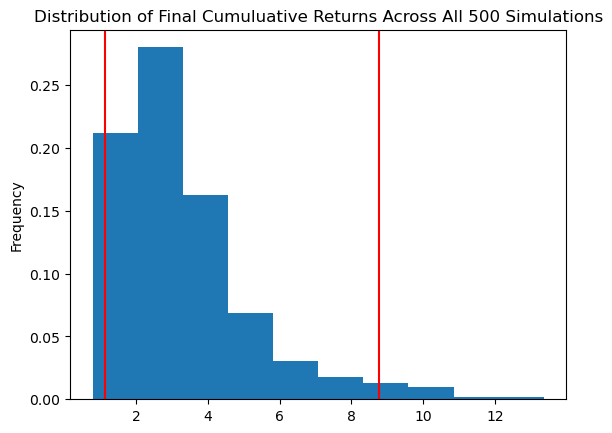 Distribution of Final Cumuluative Returns Across All 500 Simulations
Frequency
0.25
0.20
0.15
0.10
0.05
0.00
2 4 6 8 10 12